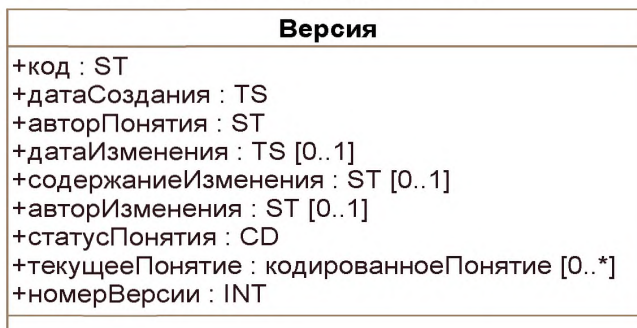 Версия
+код : ST
+датаСоздания : TS
+авторПонятия : ST
+датаИзменения : TS [0..1]
+содержаниеИзменения : ST [0..1]
+авторИзменения : ST [0..1]
+статусПонятия : CD
+текущееПонятие : кодированноеПонятие [0..*]
+номерВерсии : INT